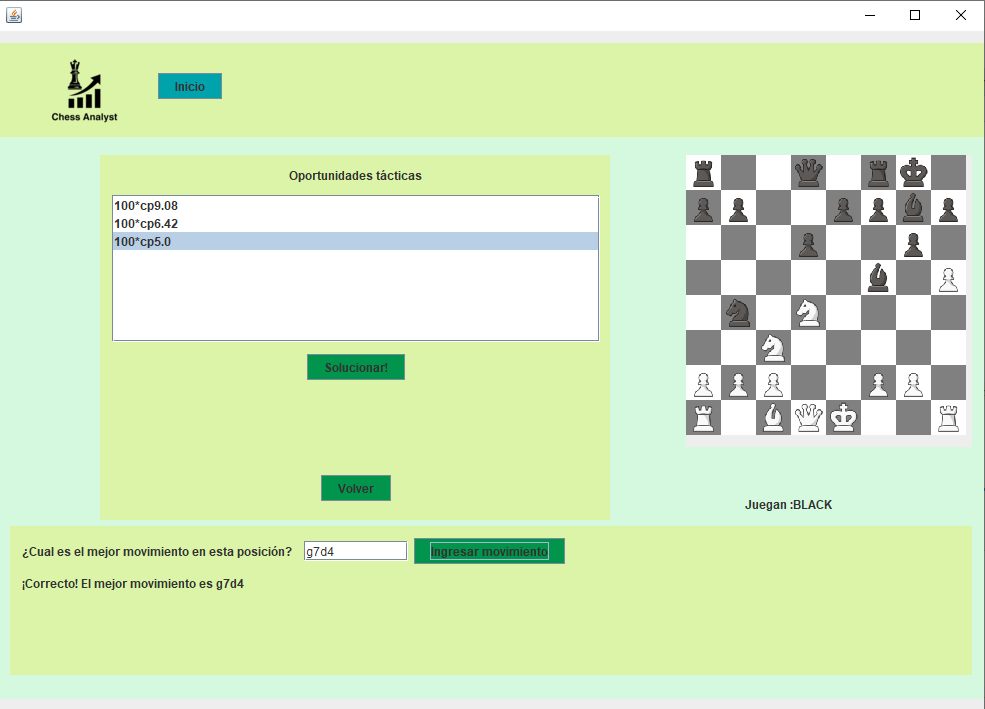 Chess Analyst
Inicio
Oportunidades tácticas
100*cp9.08
100*cp6.42
100*cp5.0
Solucionar!
Volver
Juegan :BLACK
¿Cual es el mejor movimiento en esta posición? g7d4 Ingresar movimiento
¡Correcto! El mejor movimiento es g7d4